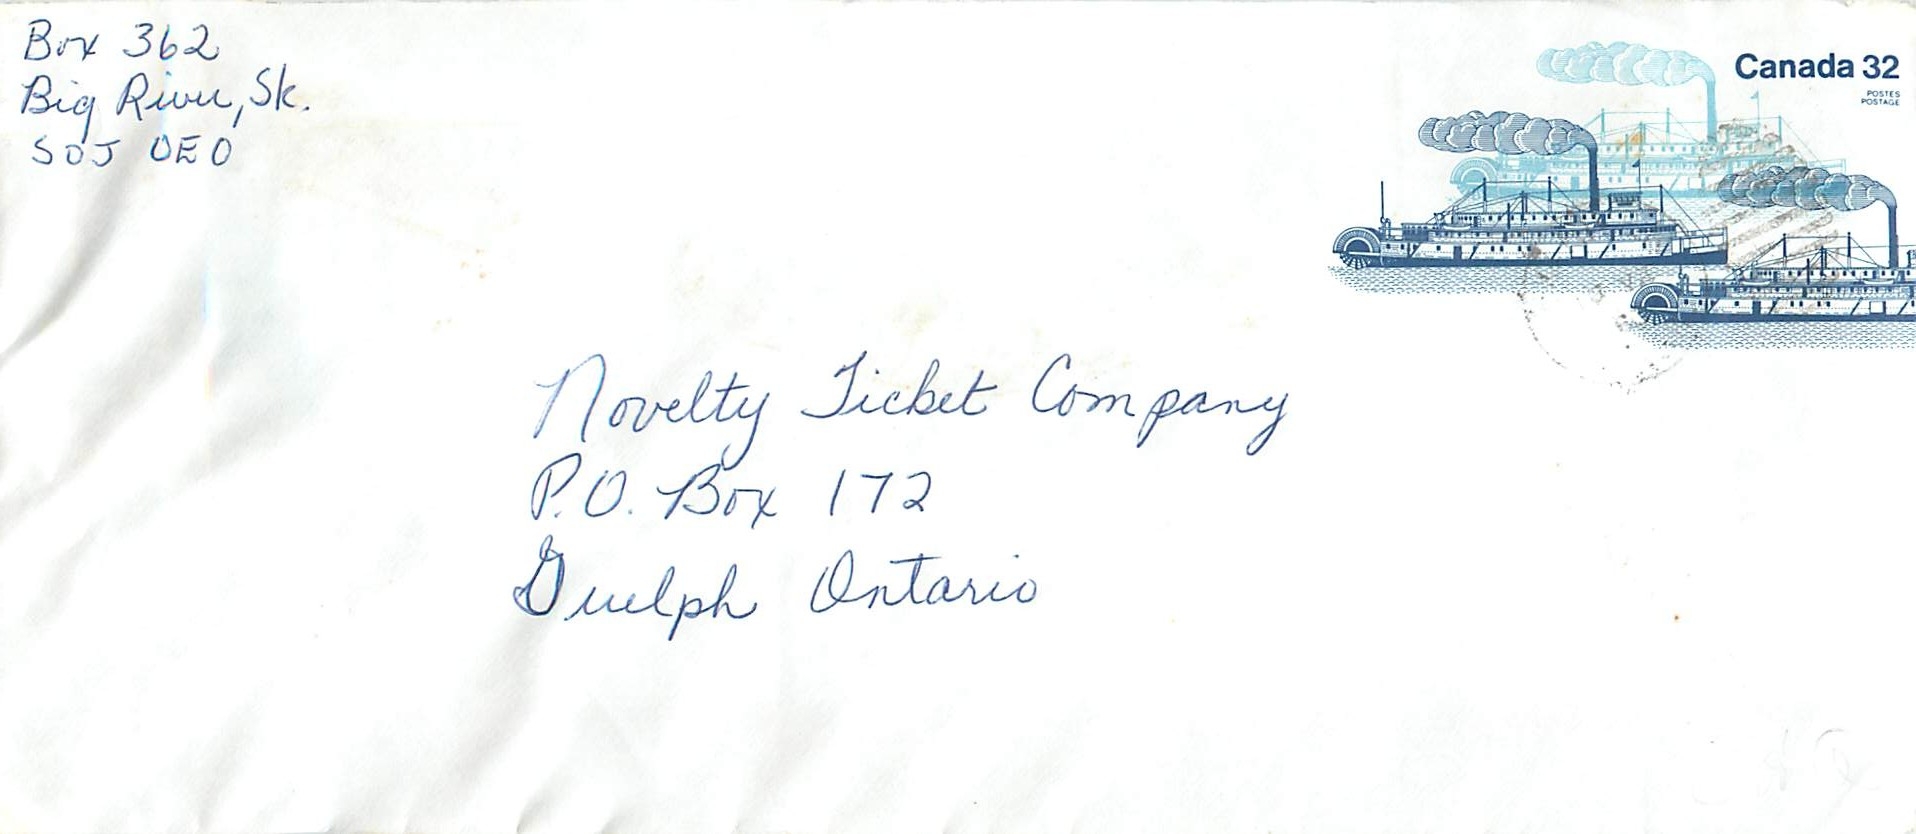 Box 362
Big River, Sk.
S0J 0E0
Canada 32
POSTES
POSTAGE
Novelty Ticket Company
P.O. Box 172
Guelph Ontario